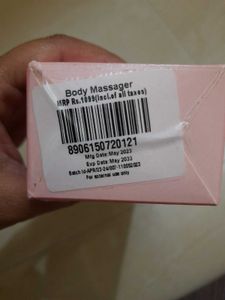 Body Massager
MRP Rs.1099(incl.of all taxes)
8906150720121
Mfg Date:May 2023
Exp Date:May 2033
For external use only